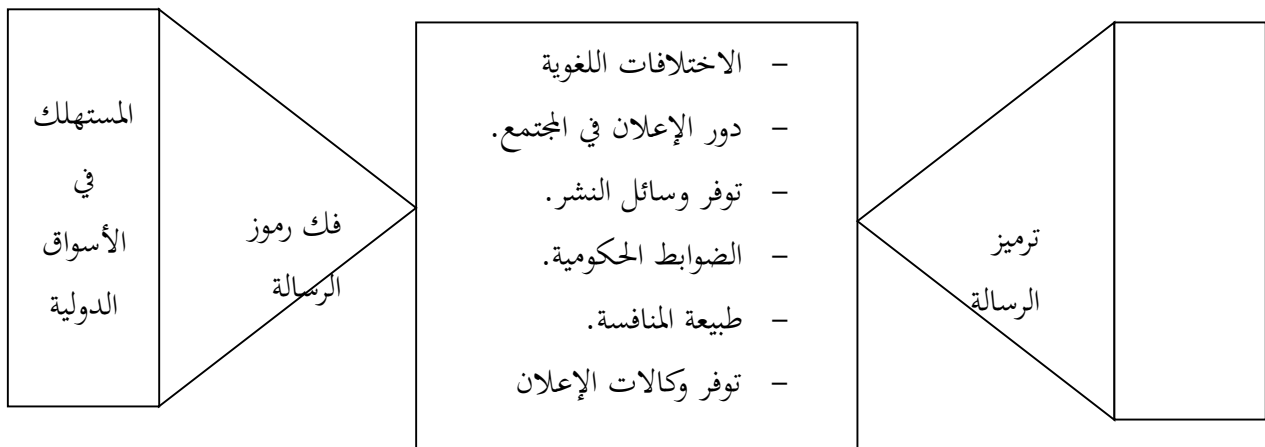 ترميز
الرسالة
– الاختلافات اللغوية
– دور الإعلان في المجتمع.
– توفر وسائل النشر.
– الضوابط الحكومية.
– طبيعة المنافسة.
– توفر وكالات الإعلان
فك رموز
الرسالة
المستهلك
في
الأسواق
الدولية